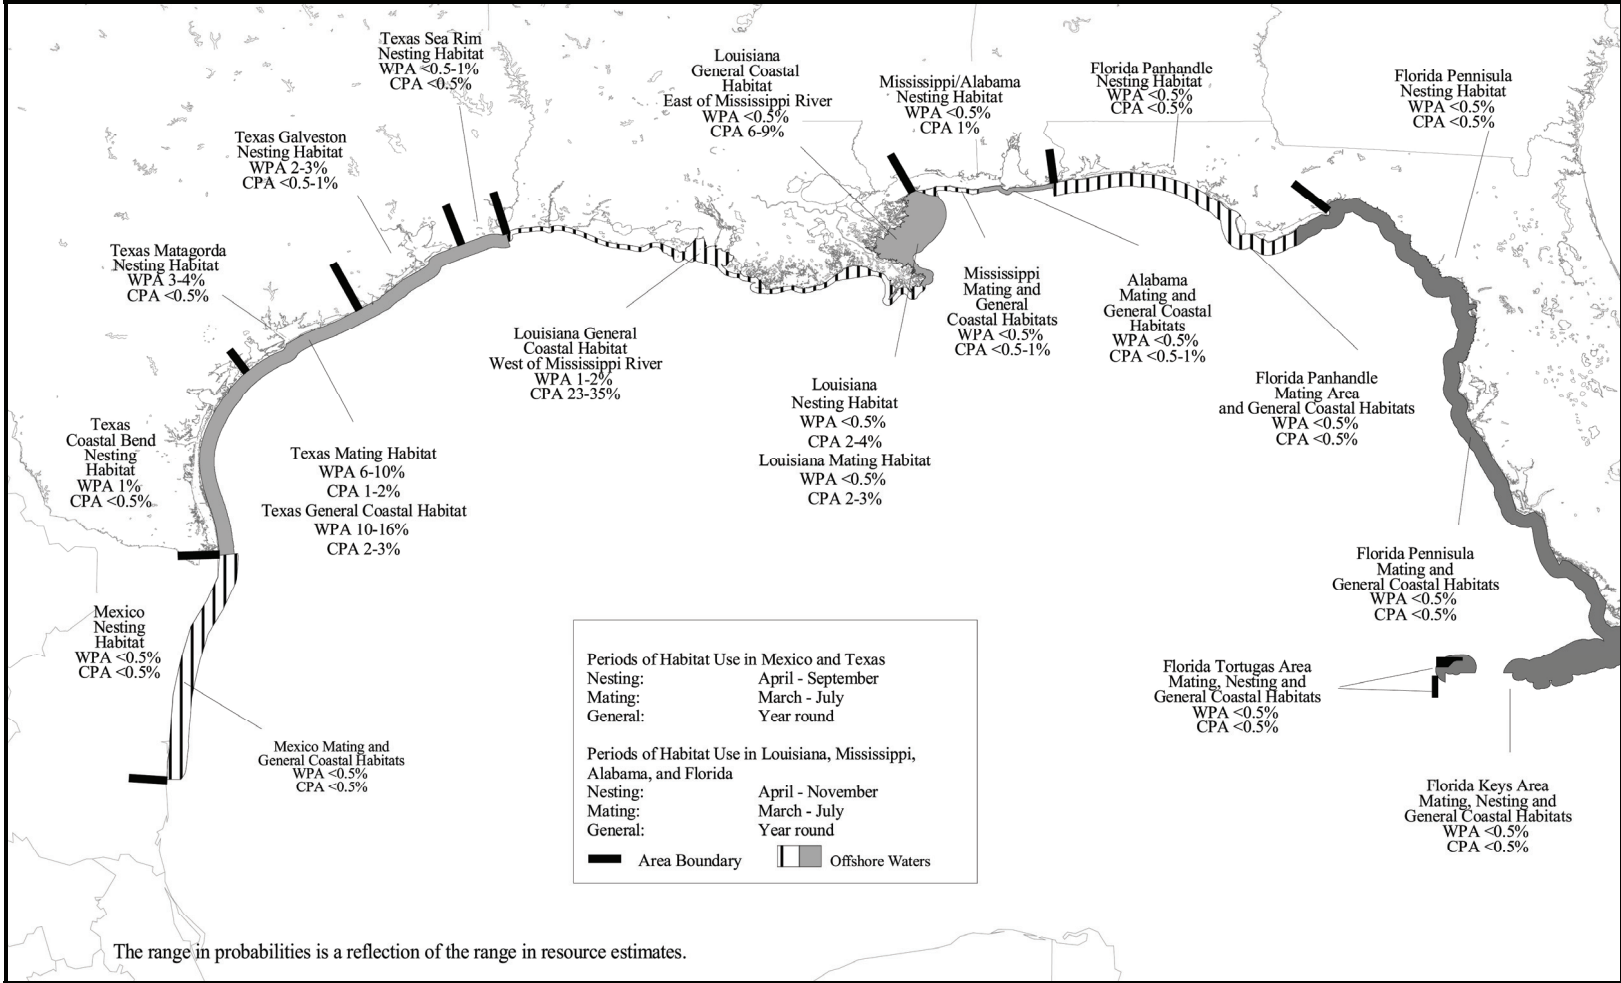 Texas Sea Rim
Nesting Habitat
WPA <0.5-1%
CPA <0.5%
Louisiana
General Coastal
Habitat
East of Mississippi River
WPA <0.5%
CPA 6-9%
Mississippi/Alabama
Nesting Habitat
WPA <0.5%
CPA 1%
Florida Panhandle
Nesting Habitat
WPA <0.5%
CPA <0.5%
Florida Pennisula
Nesting Habitat
WPA <0.5%
CPA <0.5%
Texas Galveston
Nesting Habitat
WPA 2-3%
CPA <0.5-1%
Texas Matagorda
Nesting Habitat
WPA 3-4%
CPA <0.5%
Louisiana General
Coastal Habitat
West of Mississippi River
WPA 1-2%
CPA 23-35%
Mississippi
Mating and
General
Coastal Habitats
WPA <0.5%
CPA <0.5-1%
Alabama
Mating and
General Coastal
Habitats
WPA <0.5%
CPA <0.5-1%
Louisiana
Nesting Habitat
WPA <0.5%
CPA 2-4%
Louisiana Mating Habitat
WPA <0.5%
CPA 2-3%
Florida Panhandle
Mating Area
and General Coastal Habitats
WPA <0.5%
CPA <0.5%
Texas
Coastal Bend
Nesting
Habitat
WPA 1%
CPA <0.5%
Texas Mating Habitat
WPA 6-10%
CPA 1-2%
Texas General Coastal Habitat
WPA 10-16%
CPA 2-3%
Florida Pennisula
Mating and
General Coastal Habitats
WPA <0.5%
CPA <0.5%
Mexico
Nesting
Habitat
WPA <0.5%
CPA <0.5%
Florida Tortugas Area
Mating, Nesting and
General Coastal Habitats
WPA <0.5%
CPA <0.5%
Mexico Mating and
General Coastal Habitats
WPA <0.5%
CPA <0.5%
Florida Keys Area
Mating, Nesting and
General Coastal Habitats
WPA <0.5%
CPA <0.5%
Periods of Habitat Use in Mexico and Texas
Nesting: April - September
Mating: March - July
General: Year round
Periods of Habitat Use in Louisiana, Mississippi,
Alabama, and Florida
Nesting: April - November
Mating: March - July
General: Year round
Area Boundary Offshore Waters
The range in probabilities is a reflection of the range in resource estimates.